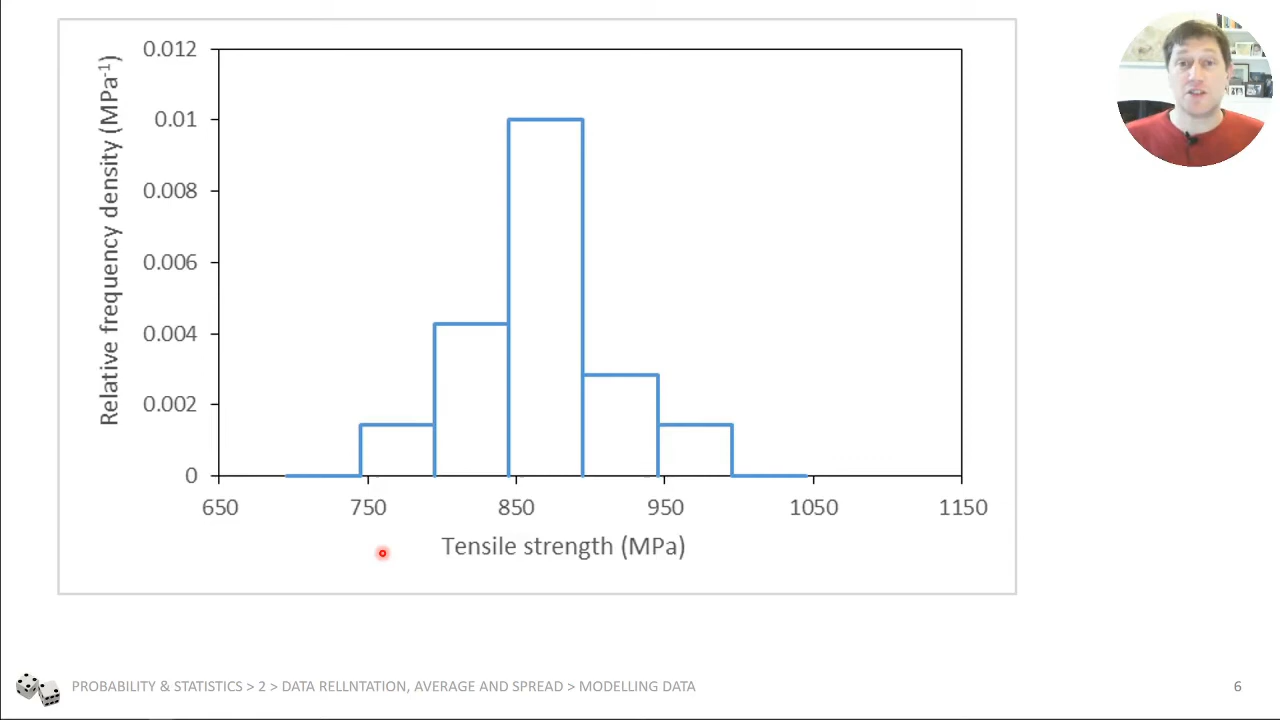 0.012
0.01
0.008
0.006
0.004
0.002
0
Relative frequency density (MPa-1)
650 750 850 950 1050 1150
Tensile strength (MPa)
PROBABILITY & STATISTICS > 2 > DATA RELLNTATION, AVERAGE AND SPREAD > MODELLING DATA
6